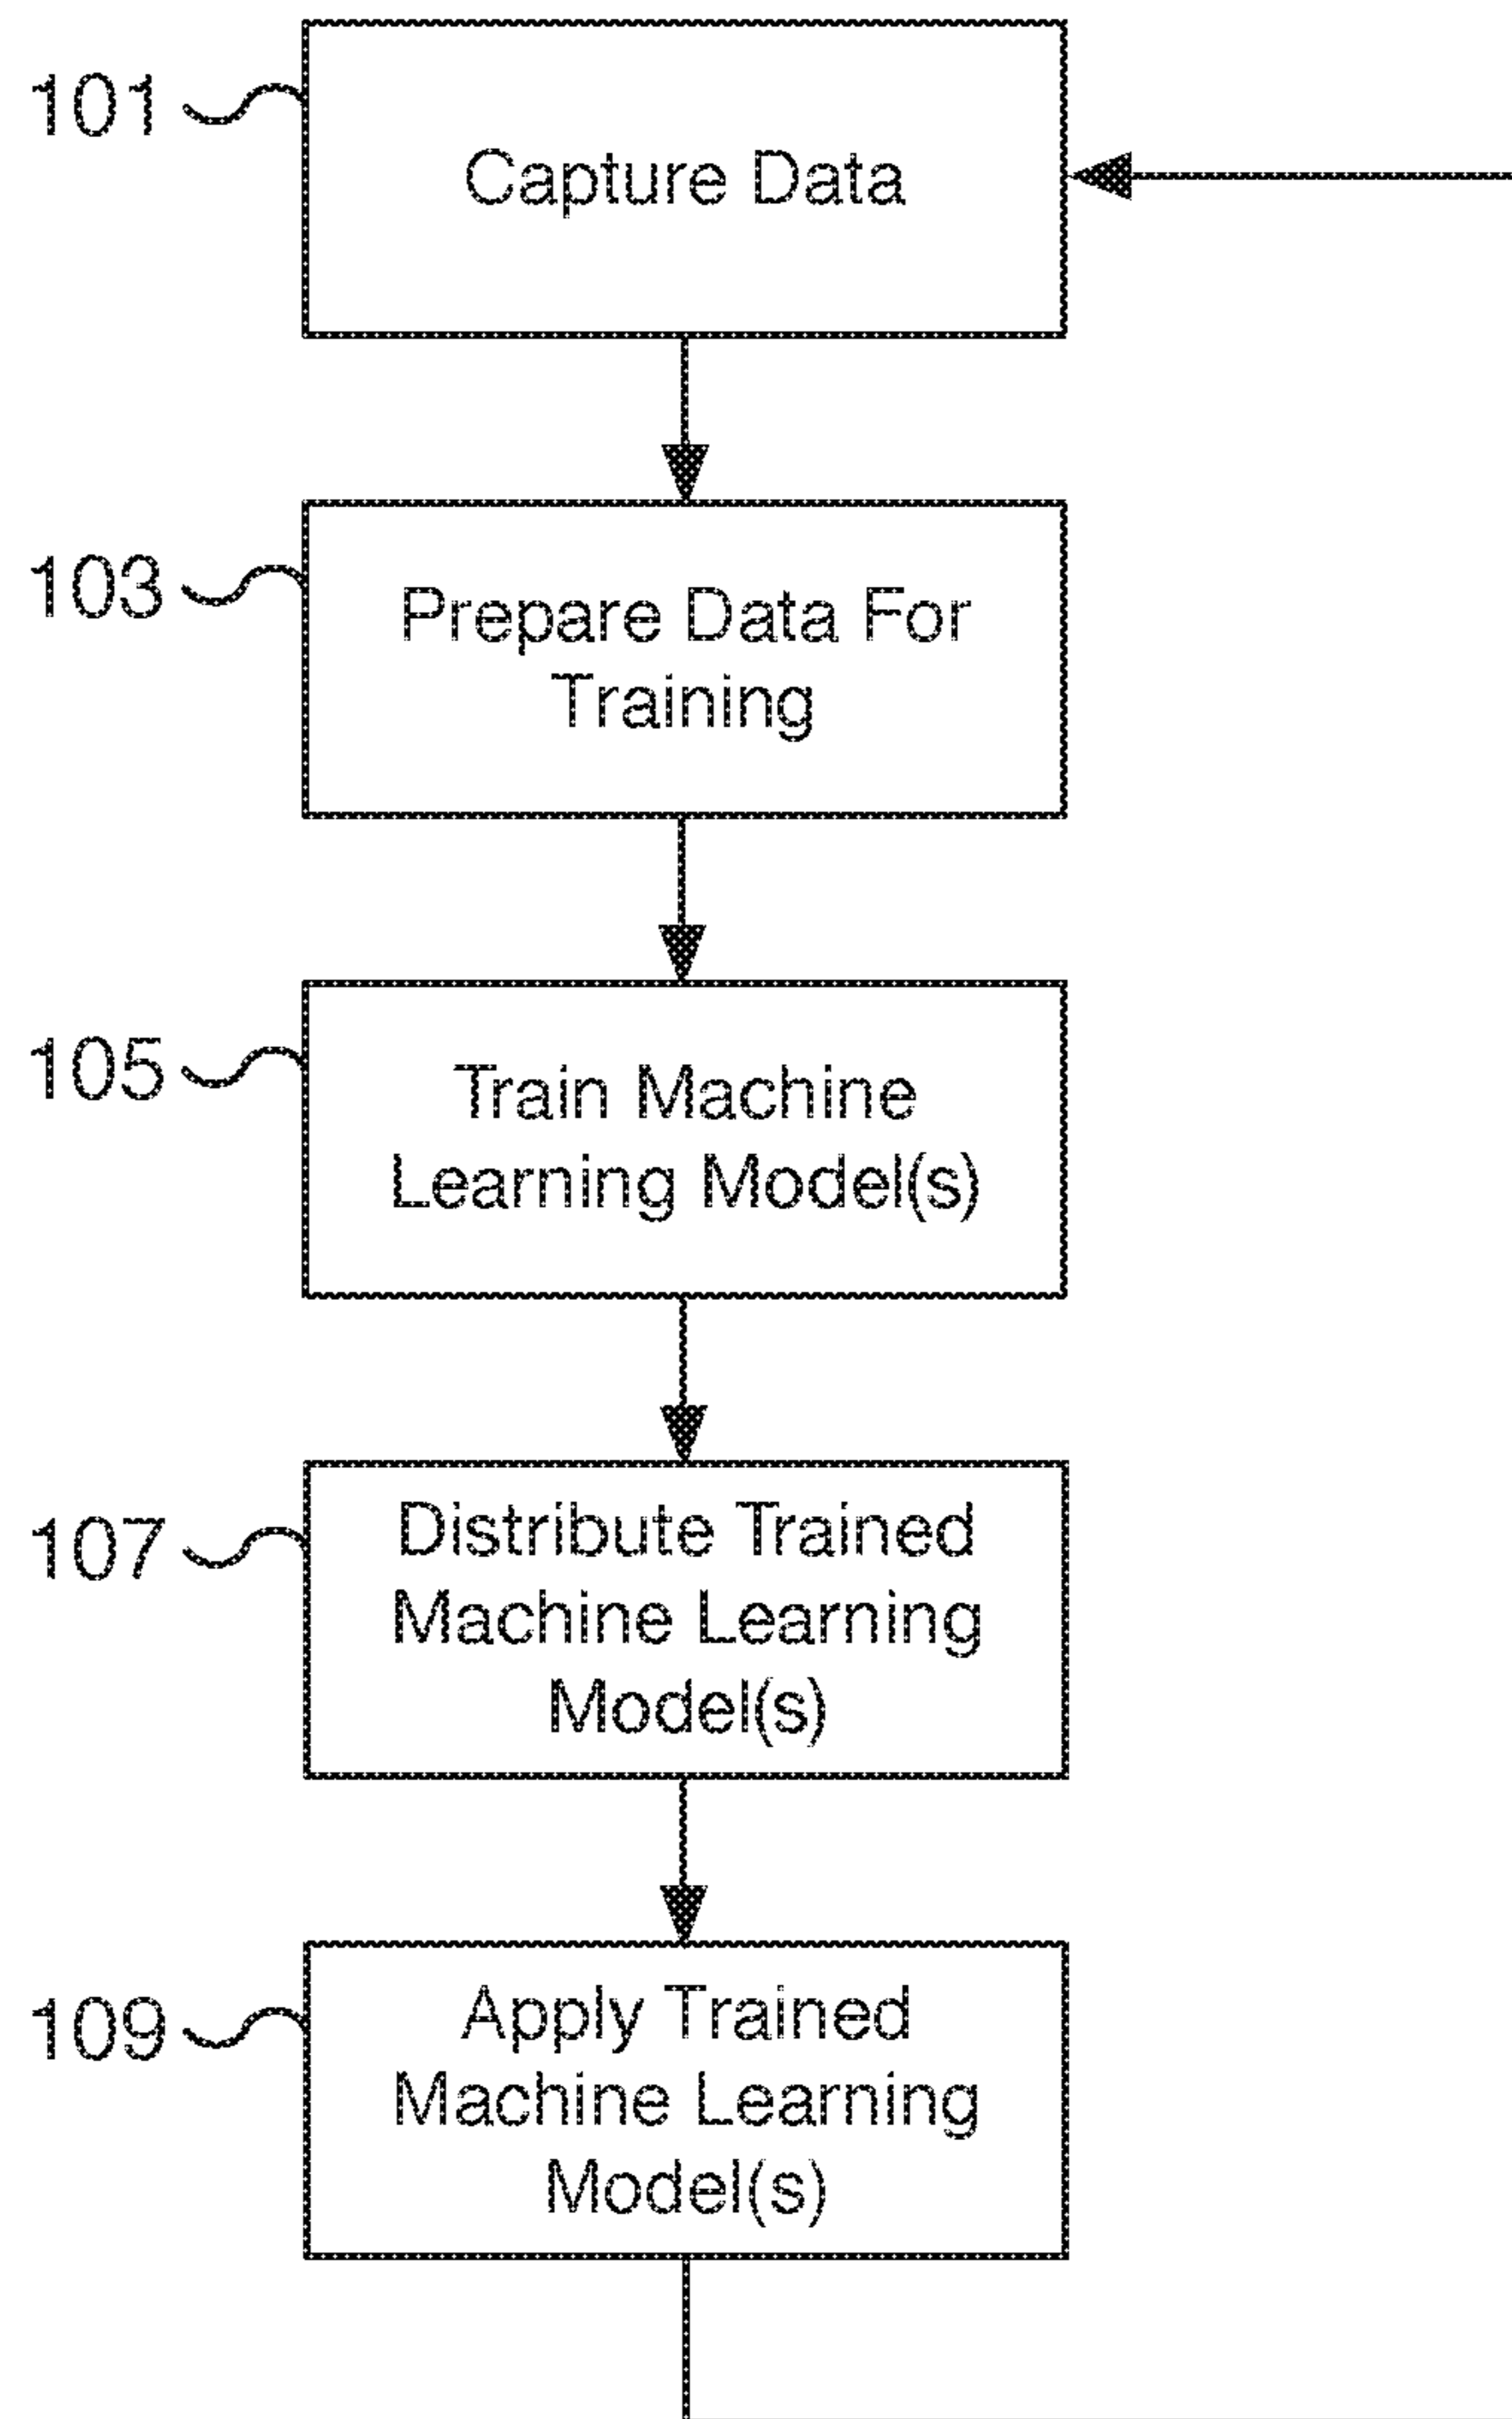 101
Capture Data
103
Prepare Data For
Training
105
Train Machine
Learning Model(s)
107
Distribute Trained
Machine Learning
Model(s)
109
Apply Trained
Machine Learning
Model(s)